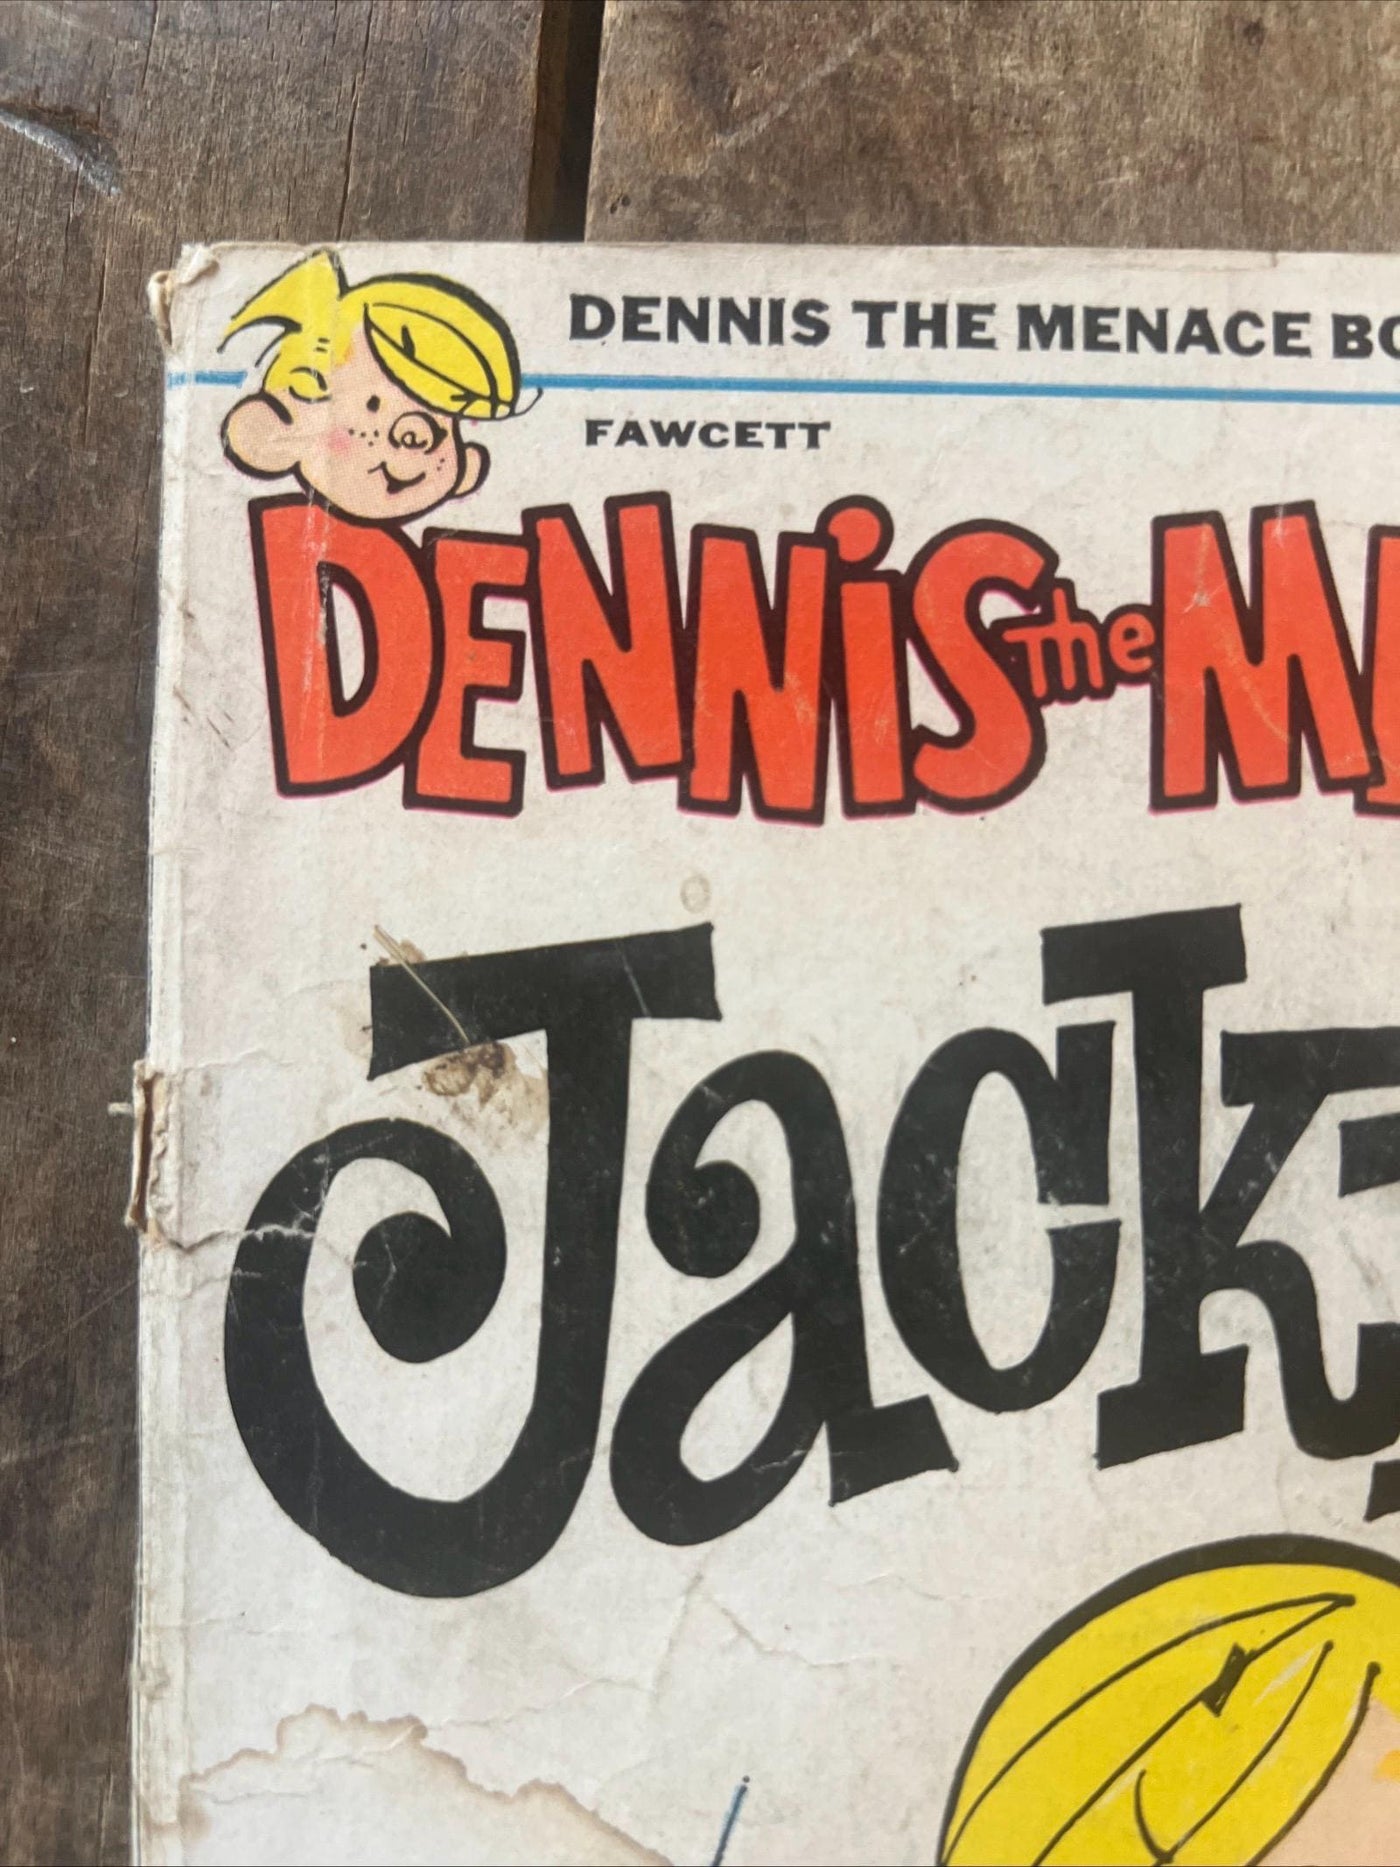 DENNIS THE MENACE BO
FAWCETT
DENNiS the M
Jack